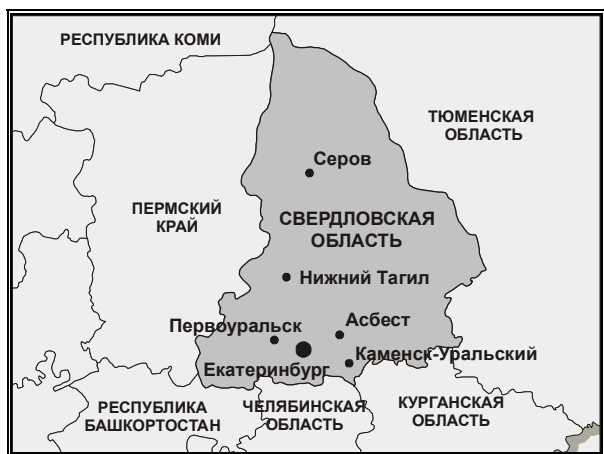 РЕСПУБЛИКА КОМИ
ТЮМЕНСКАЯ
ОБЛАСТЬ
Серов
ПЕРМСКИЙ
КРАЙ
СВЕРДЛОВСКАЯ
ОБЛАСТЬ
Нижний Тагил
Асбест
Первоуральск
Каменск-Уральский
Екатеринбург
РЕСПУБЛИКА
БАШКОРТОСТАН
ЧЕЛЯБИНСКАЯ
ОБЛАСТЬ
КУРГАНСКАЯ
ОБЛАСТЬ